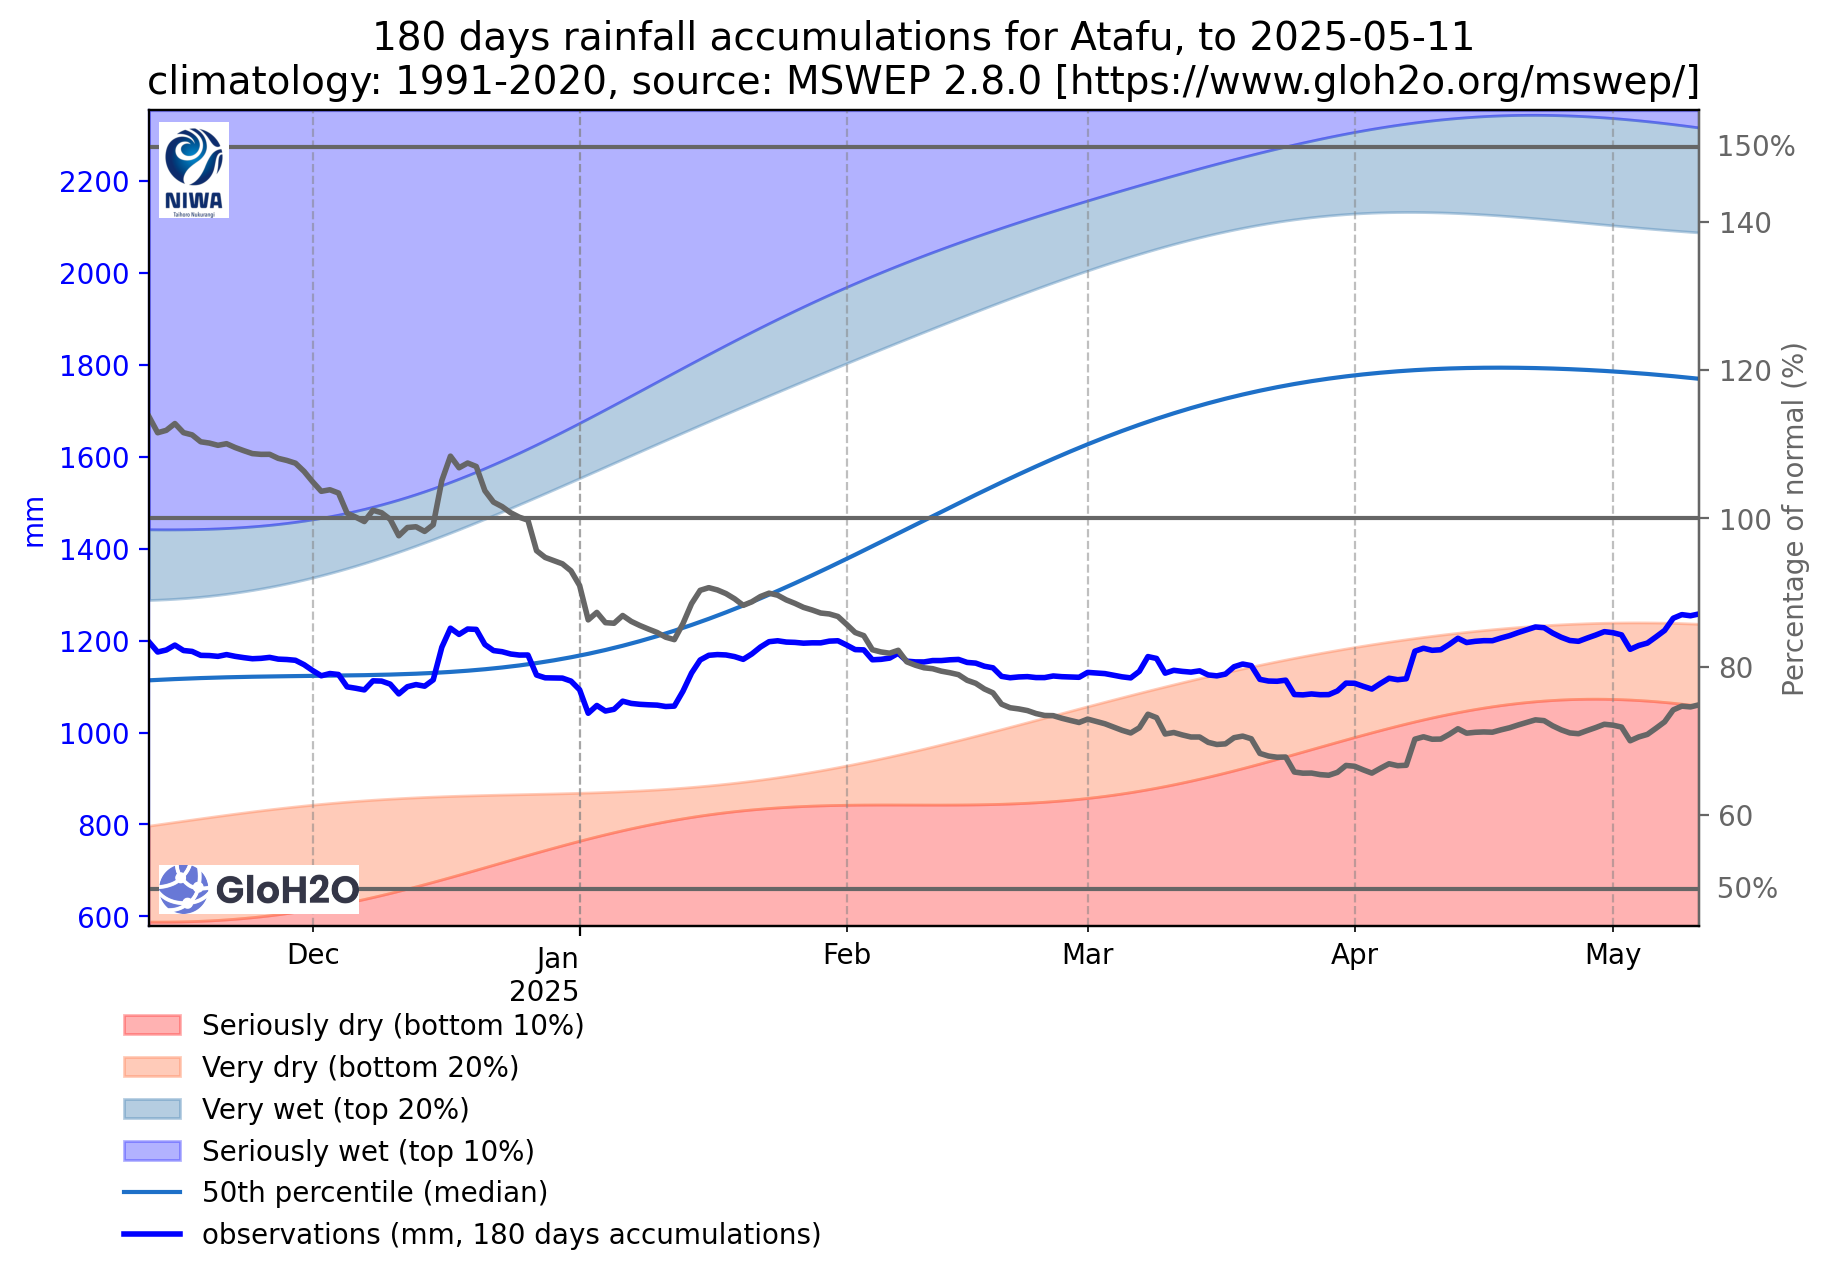 180 days rainfall accumulations for Atafu, to 2025-05-11
climatology: 1991-2020, source: MSWEP 2.8.0 [https://www.gloh2o.org/mswep/]
NIWA
Taihoro Nukurangi
2200
2000
1800
1600
1400
1200
1000
800
600
mm
150%
140
120
100
80
60
50%
Percentage of normal (%)
GloH2O
Dec
Jan
2025
Feb
Mar
Apr
May
Seriously dry (bottom 10%)
Very dry (bottom 20%)
Very wet (top 20%)
Seriously wet (top 10%)
50th percentile (median)
observations (mm, 180 days accumulations)